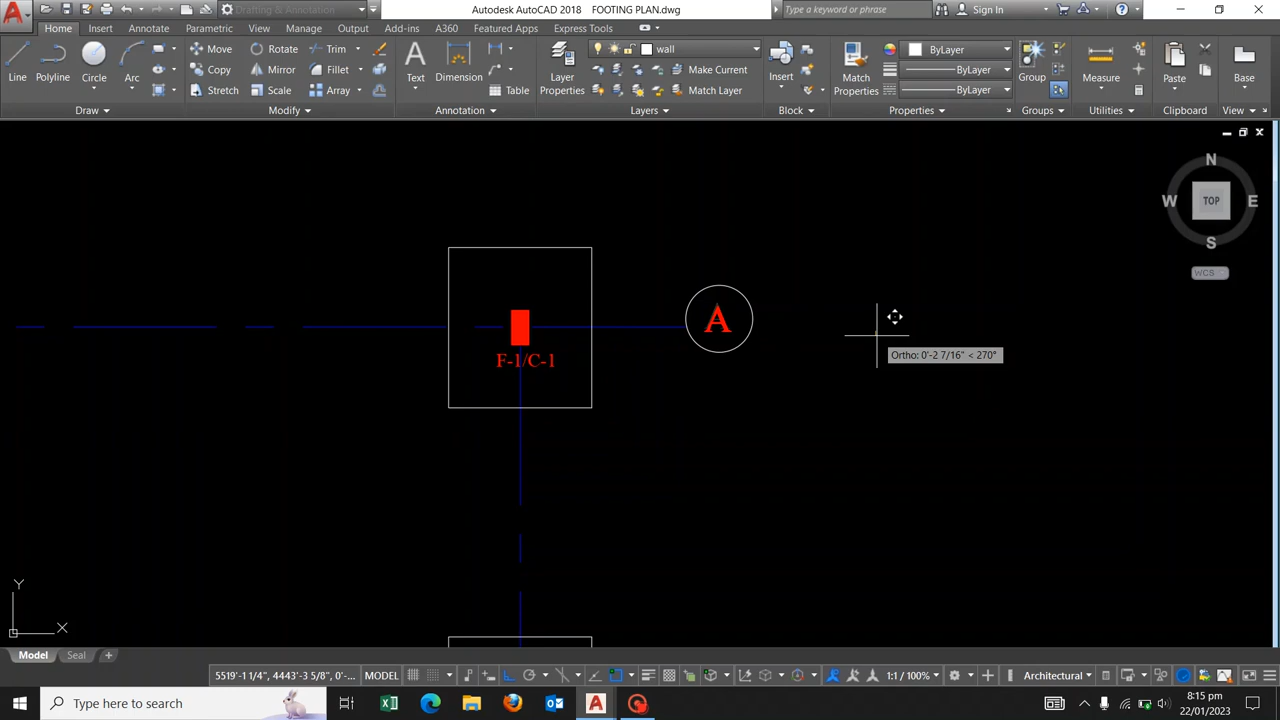 Autodesk AutoCAD 2018 FOOTING PLAN.dwg
Drafting & Annotation
Type a keyword or phrase
Sign In
Home Insert Annotate Parametric View Manage Output Add-ins A360 Featured Apps Express Tools
Line Polyline Circle Arc
Move Rotate Trim
Copy Mirror Fillet
Stretch Scale Array
Text Dimension
Table
Layer Properties
wall
Make Current
Match Layer
Insert
Match Properties
ByLayer
ByLayer
ByLayer
Group
Measure
Paste
Base
Draw Modify Annotation Layers Block Properties Groups Utilities Clipboard View
N
W TOP E
S
WCS
A
F-1/C-1
Ortho: 0'-2 7/16" < 270°
Y
X
Model Seal
5519'-1 1/4", 4443'-3 5/8", 0'-...
MODEL
1:1 / 100%
Architectural
Type here to search
8:15 pm
22/01/2023